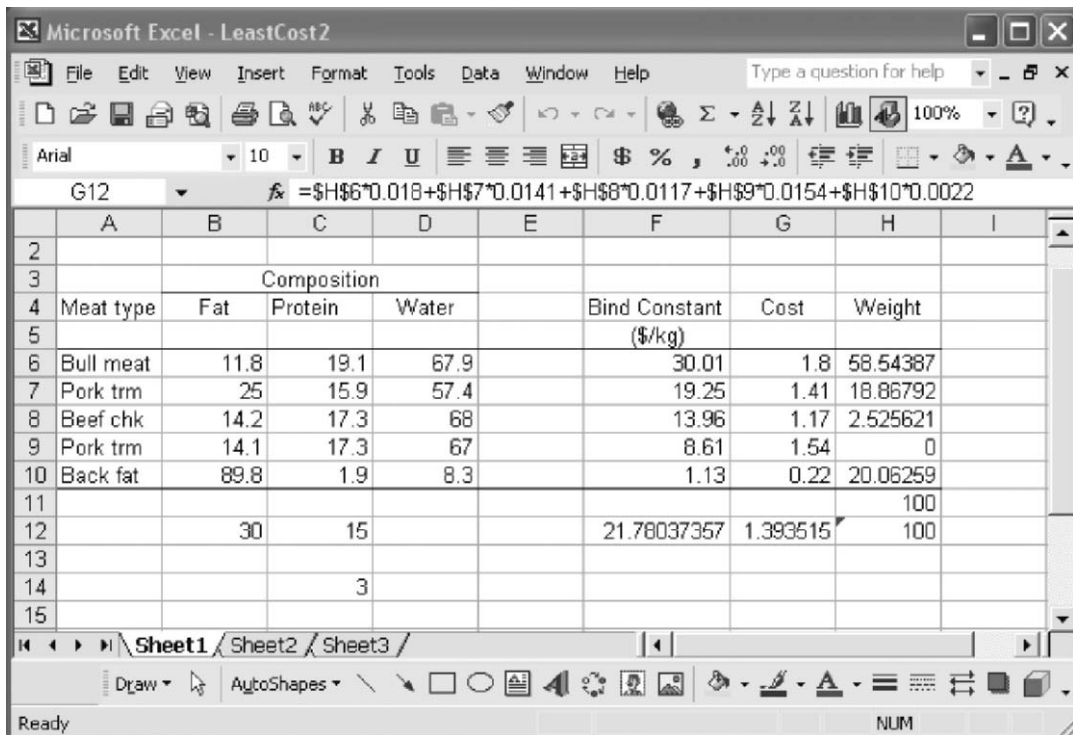 Microsoft Excel - LeastCost2
File Edit View Insert Format Tools Data Window Help Type a question for help
ABC Σ A Z Z A 100%
Arial 10 B I U $ % , .00 .00 A
G12 fx =$H$6*0.018+$H$7*0.0141+$H$8*0.0117+$H$9*0.0154+$H$10*0.0022
A B C D E F G H I
2
3 Composition
4 Meat type Fat Protein Water Bind Constant Cost Weight
5 ($/kg)
6 Bull meat 11.8 19.1 67.9 30.01 1.8 58.54387
7 Pork trm 25 15.9 57.4 19.25 1.41 18.86792
8 Beef chk 14.2 17.3 68 13.96 1.17 2.525621
9 Pork trm 14.1 17.3 67 8.61 1.54 0
10 Back fat 89.8 1.9 8.3 1.13 0.22 20.06259
11 100
12 30 15 21.78037357 1.393515 100
13
14 3
15
Sheet1 / Sheet2 / Sheet3 /
Draw AutoShapes A A
Ready NUM